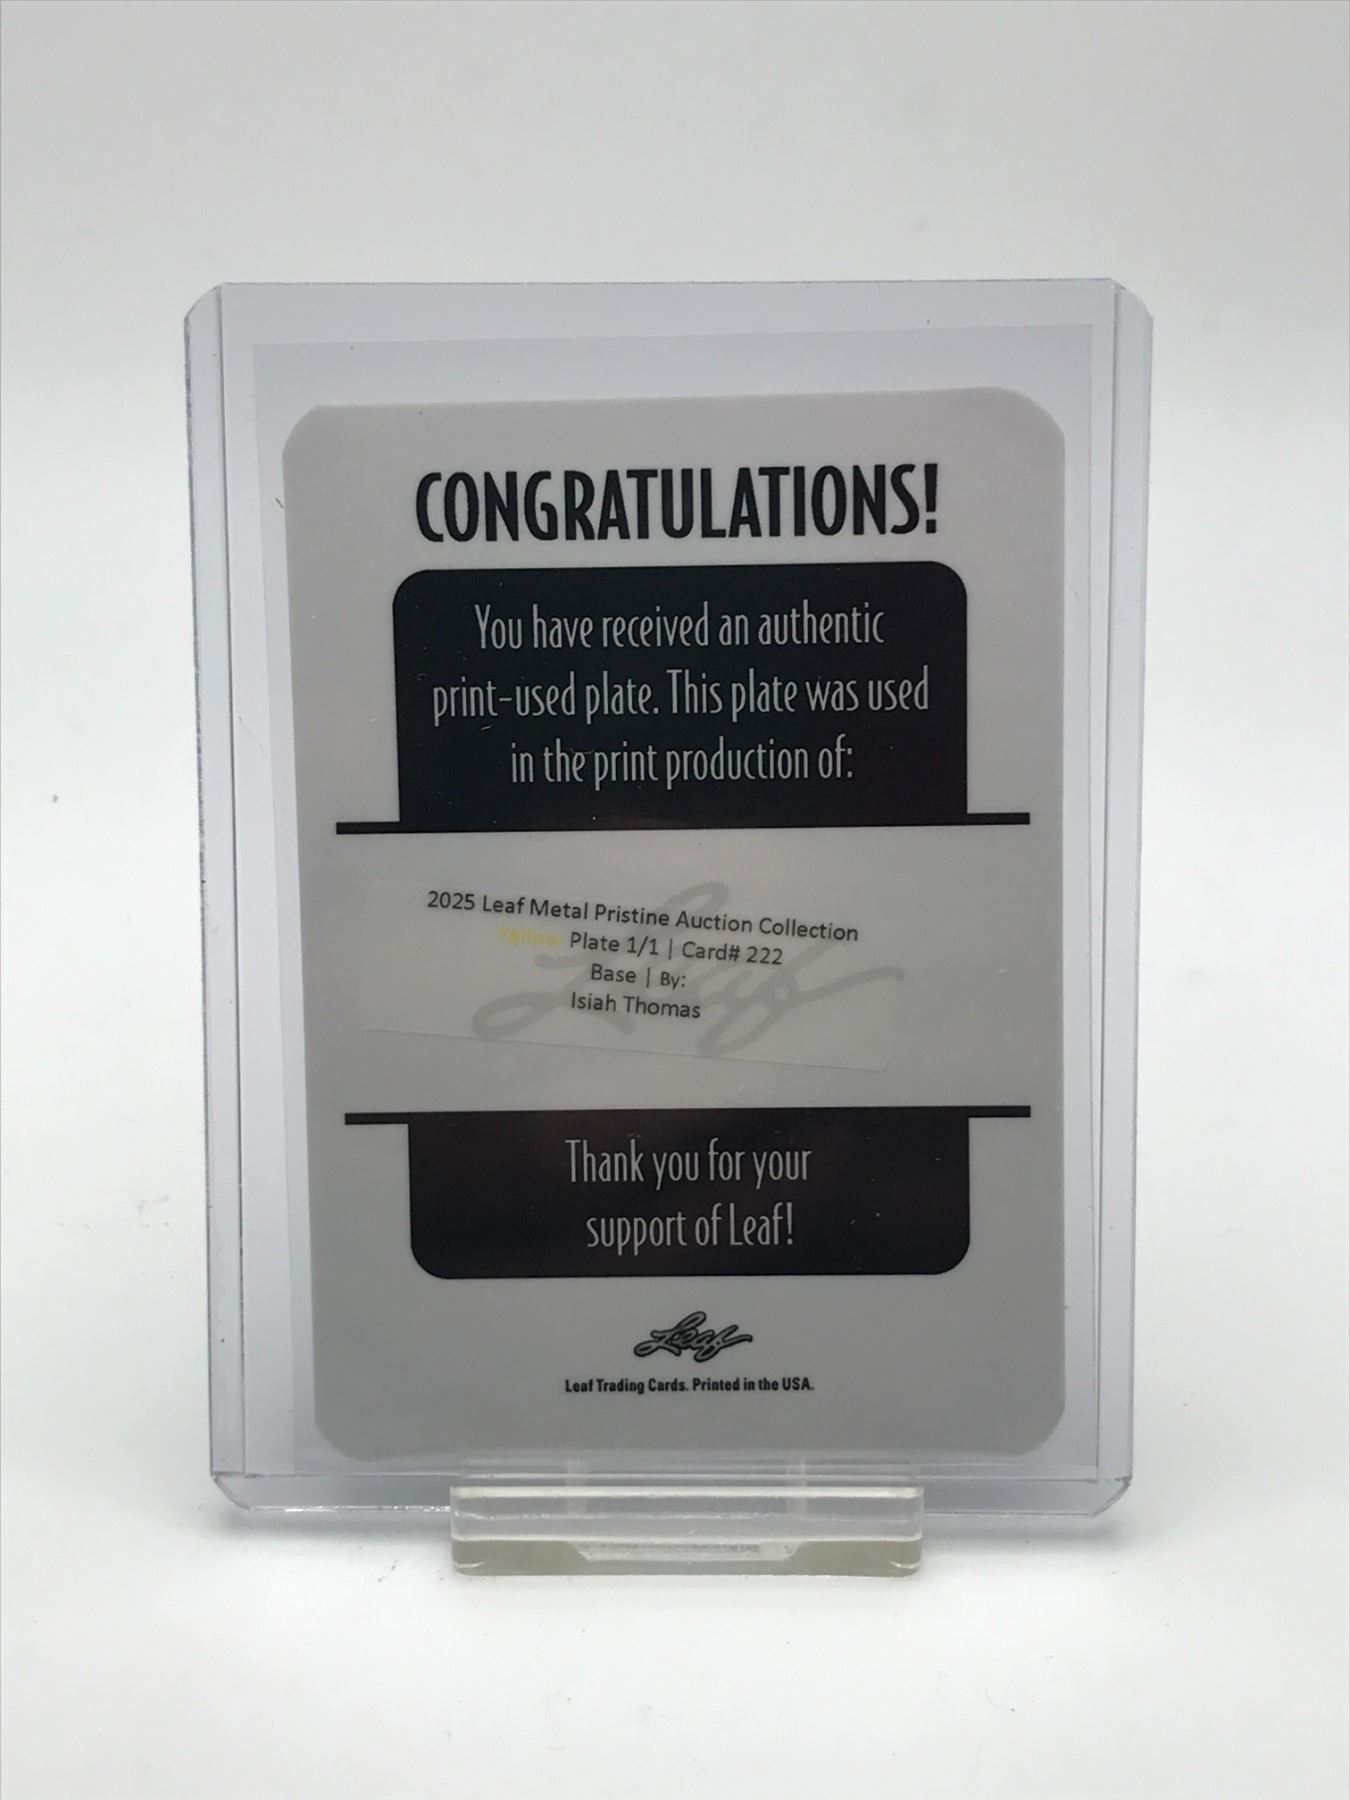 CONGRATULATIONS!
You have received an authentic
print-used plate. This plate was used
in the print production of:
2025 Leaf Metal Pristine Auction Collection
Yellow Plate 1/1 | Card# 222
Base | By:
Isiah Thomas
Leaf
Thank you for your
support of Leaf!
Leaf
Leaf Trading Cards. Printed in the USA.